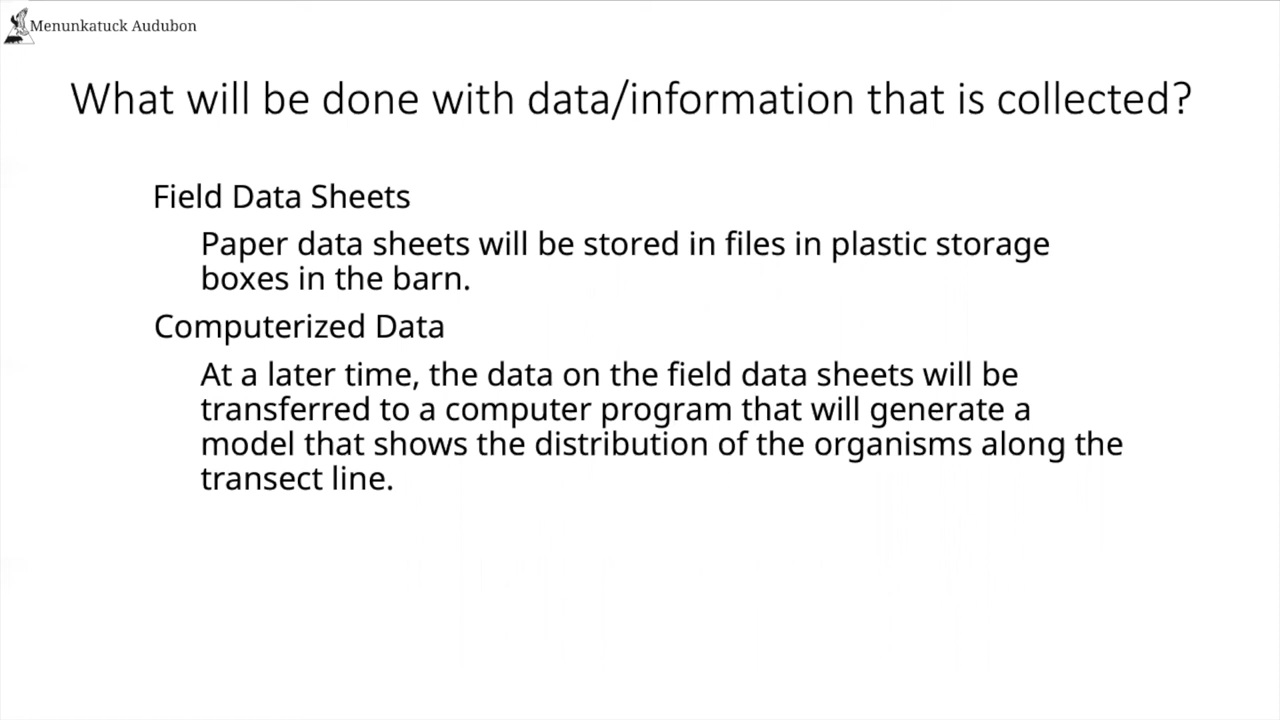 Menunkatuck Audubon
What will be done with data/information that is collected?
Field Data Sheets
Paper data sheets will be stored in files in plastic storage
boxes in the barn.
Computerized Data
At a later time, the data on the field data sheets will be
transferred to a computer program that will generate a
model that shows the distribution of the organisms along the
transect line.